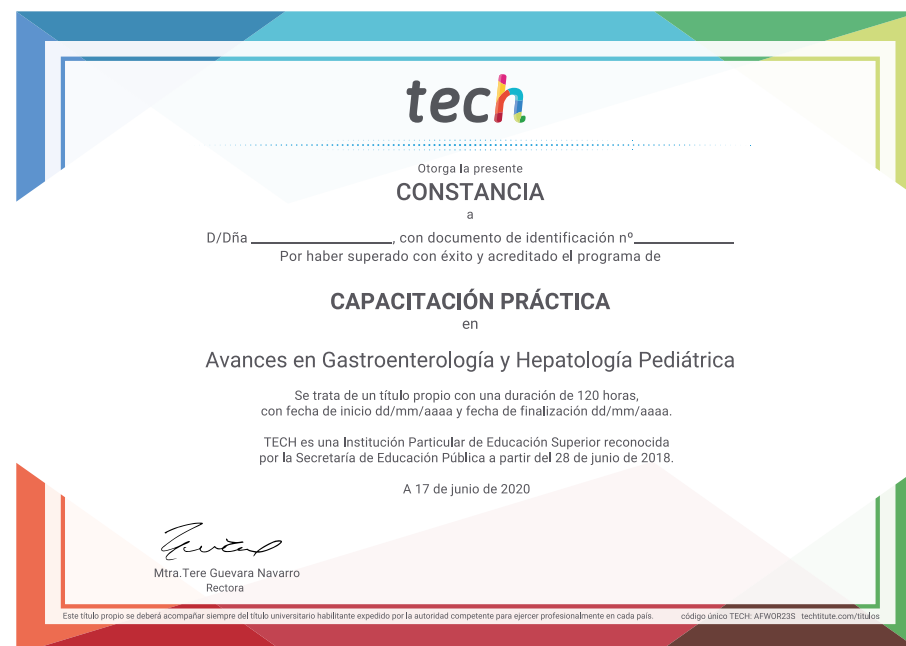 tech
Otorga la presente
CONSTANCIA
a
D/Dña ____________________, con documento de identificación nº______________
Por haber superado con éxito y acreditado el programa de
CAPACITACIÓN PRÁCTICA
en
Avances en Gastroenterología y Hepatología Pediátrica
Se trata de un título propio con una duración de 120 horas,
con fecha de inicio dd/mm/aaaa y fecha de finalización dd/mm/aaaa.
TECH es una Institución Particular de Educación Superior reconocida
por la Secretaría de Educación Pública a partir del 28 de junio de 2018.
A 17 de junio de 2020
Mtra.Tere Guevara Navarro
Rectora
Este título propio se deberá acompañar siempre del título universitario habilitante expedido por la autoridad competente para ejercer profesionalmente en cada país. código único TECH: AFWOR23S techtitute.com/titulos